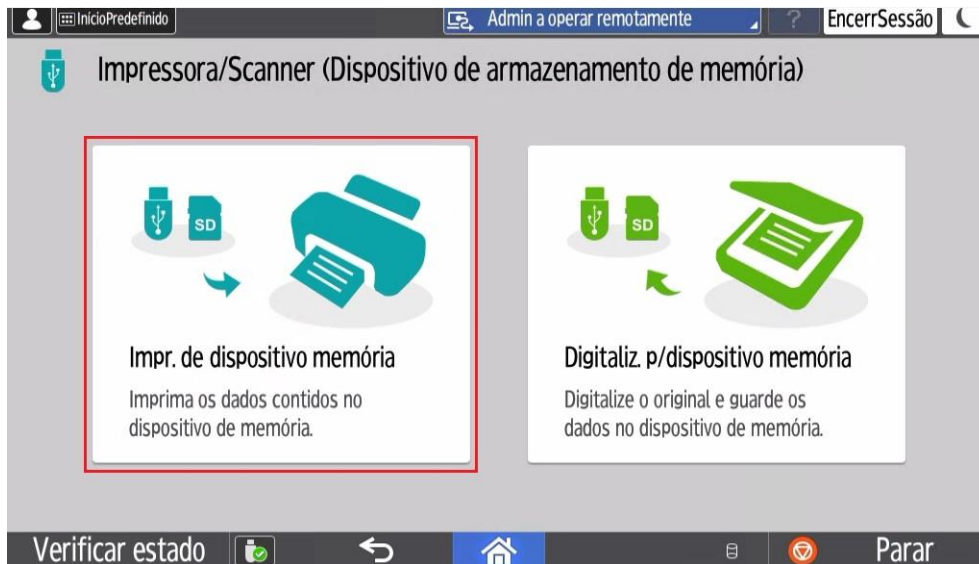 InícioPredefinido
Admin a operar remotamente
?
EncerrSessão
Impressora/Scanner (Dispositivo de armazenamento de memória)
SD
Impr. de dispositivo memória
Imprima os dados contidos no
dispositivo de memória.
SD
Digitaliz. p/dispositivo memória
Digitalize o original e guarde os
dados no dispositivo de memória.
Verificar estado
Parar